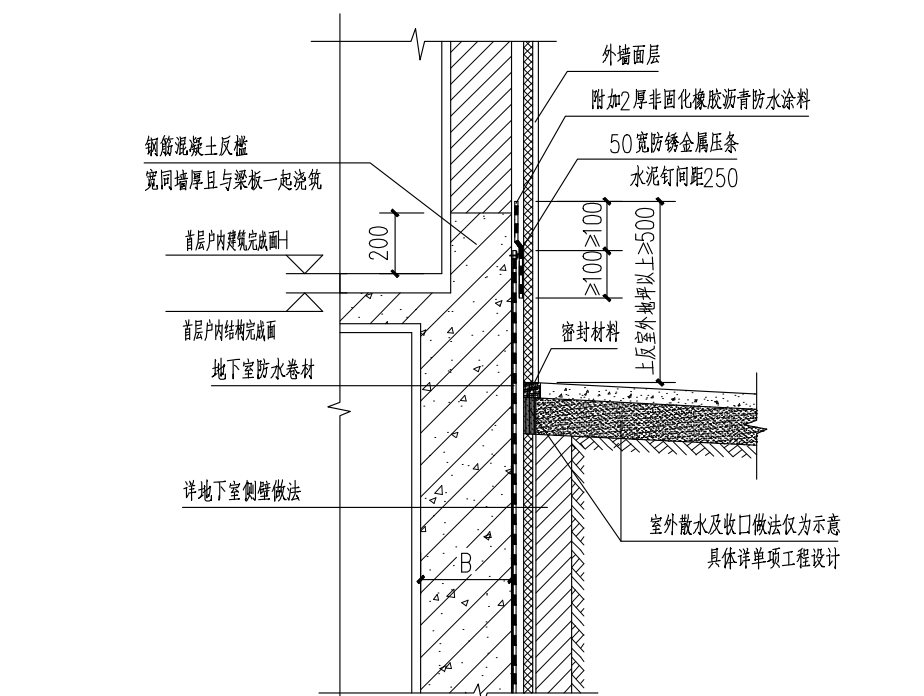 外墙面层
附加2厚非固化橡胶沥青防水涂料
钢筋混凝土反槛
50宽防锈金属压条
宽同墙厚且与梁板一起浇筑
水泥钉间距250
200
≥100
≥100
上反室外地坪以上≥500
首层户内建筑完成面H
首层户内结构完成面
密封材料
地下室防水卷材
详地下室侧壁做法
室外散水及收口做法仅为示意
具体详单项工程设计
B